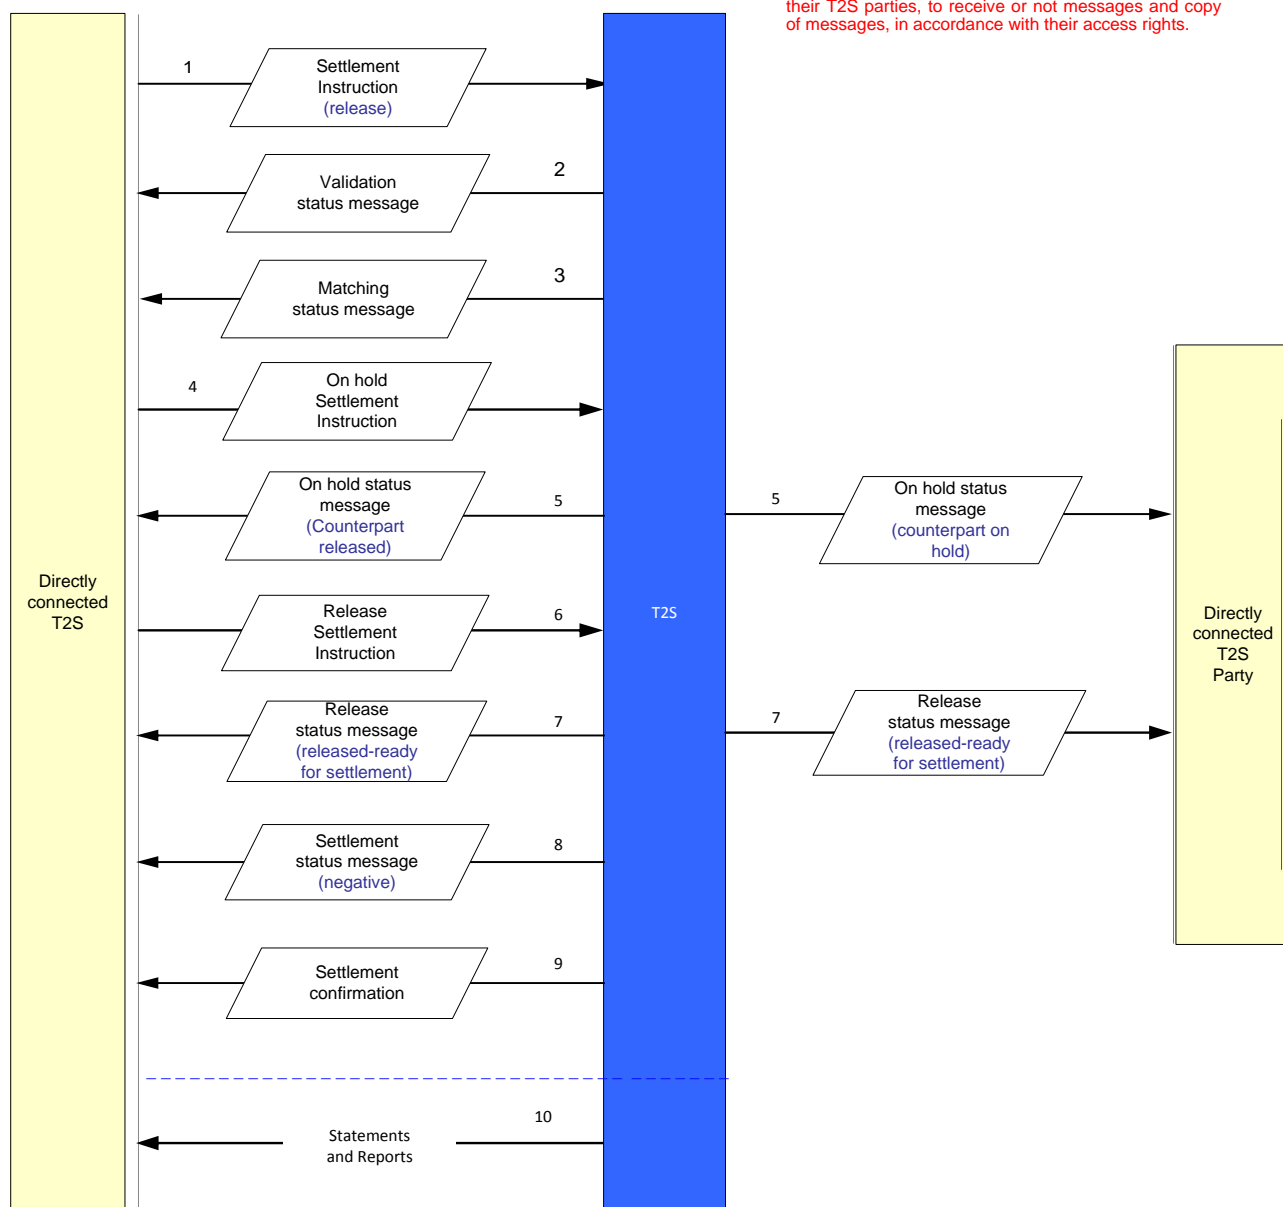 their T2S parties, to receive or not messages and copy
of messages, in accordance with their access rights.
1
Settlement
Instruction
(release)
2
Validation
status message
3
Matching
status message
4
On hold
Settlement
Instruction
On hold status
message
(Counterpart
released)
5
5
On hold status
message
(counterpart on
hold)
Directly
connected
T2S
Release
Settlement
Instruction
6
T2S
Directly
connected
T2S
Party
Release
status message
(released-ready
for settlement)
7
7
Release
status message
(released-ready
for settlement)
Settlement
status message
(negative)
8
Settlement
confirmation
9
10
Statements
and Reports